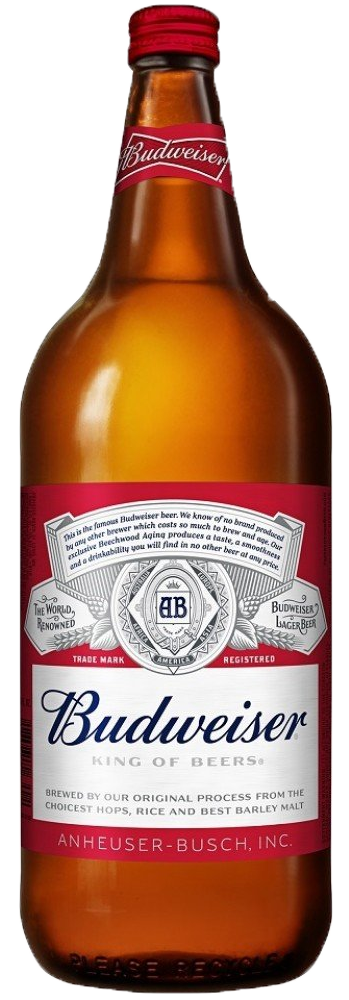 Budweiser
This is the famous Budweiser beer. We know of no brand produced
by any other brewer which costs so much to brew and age. Our
exclusive Beechwood Aging produces a taste, a smoothness
and a drinkability you will find in no other beer at any price.
THE WORLD
RENOWNED
AB
BUDWEISER
LAGER BEER
AFRICA AMERICA ASIA
TRADE MARK REGISTERED
Budweiser®
KING OF BEERS®
BREWED BY OUR ORIGINAL PROCESS FROM THE
CHOICEST HOPS, RICE AND BEST BARLEY MALT
ANHEUSER-BUSCH, INC.
PLEASE RECYCLE